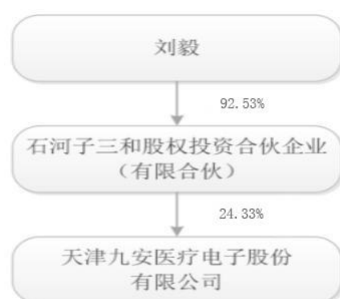 刘毅
92.53%
石河子三和股权投资合伙企业
（有限合伙）
24.33%
天津九安医疗电子股份
有限公司